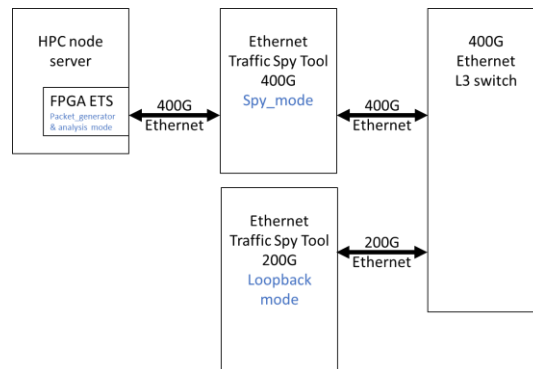 HPC node
server
FPGA ETS
Packet_generator
& analysis mode
400G
Ethernet
Ethernet
Traffic Spy Tool
400G
Spy_mode
400G
Ethernet
400G
Ethernet
L3 switch
Ethernet
Traffic Spy Tool
200G
Loopback
mode
200G
Ethernet